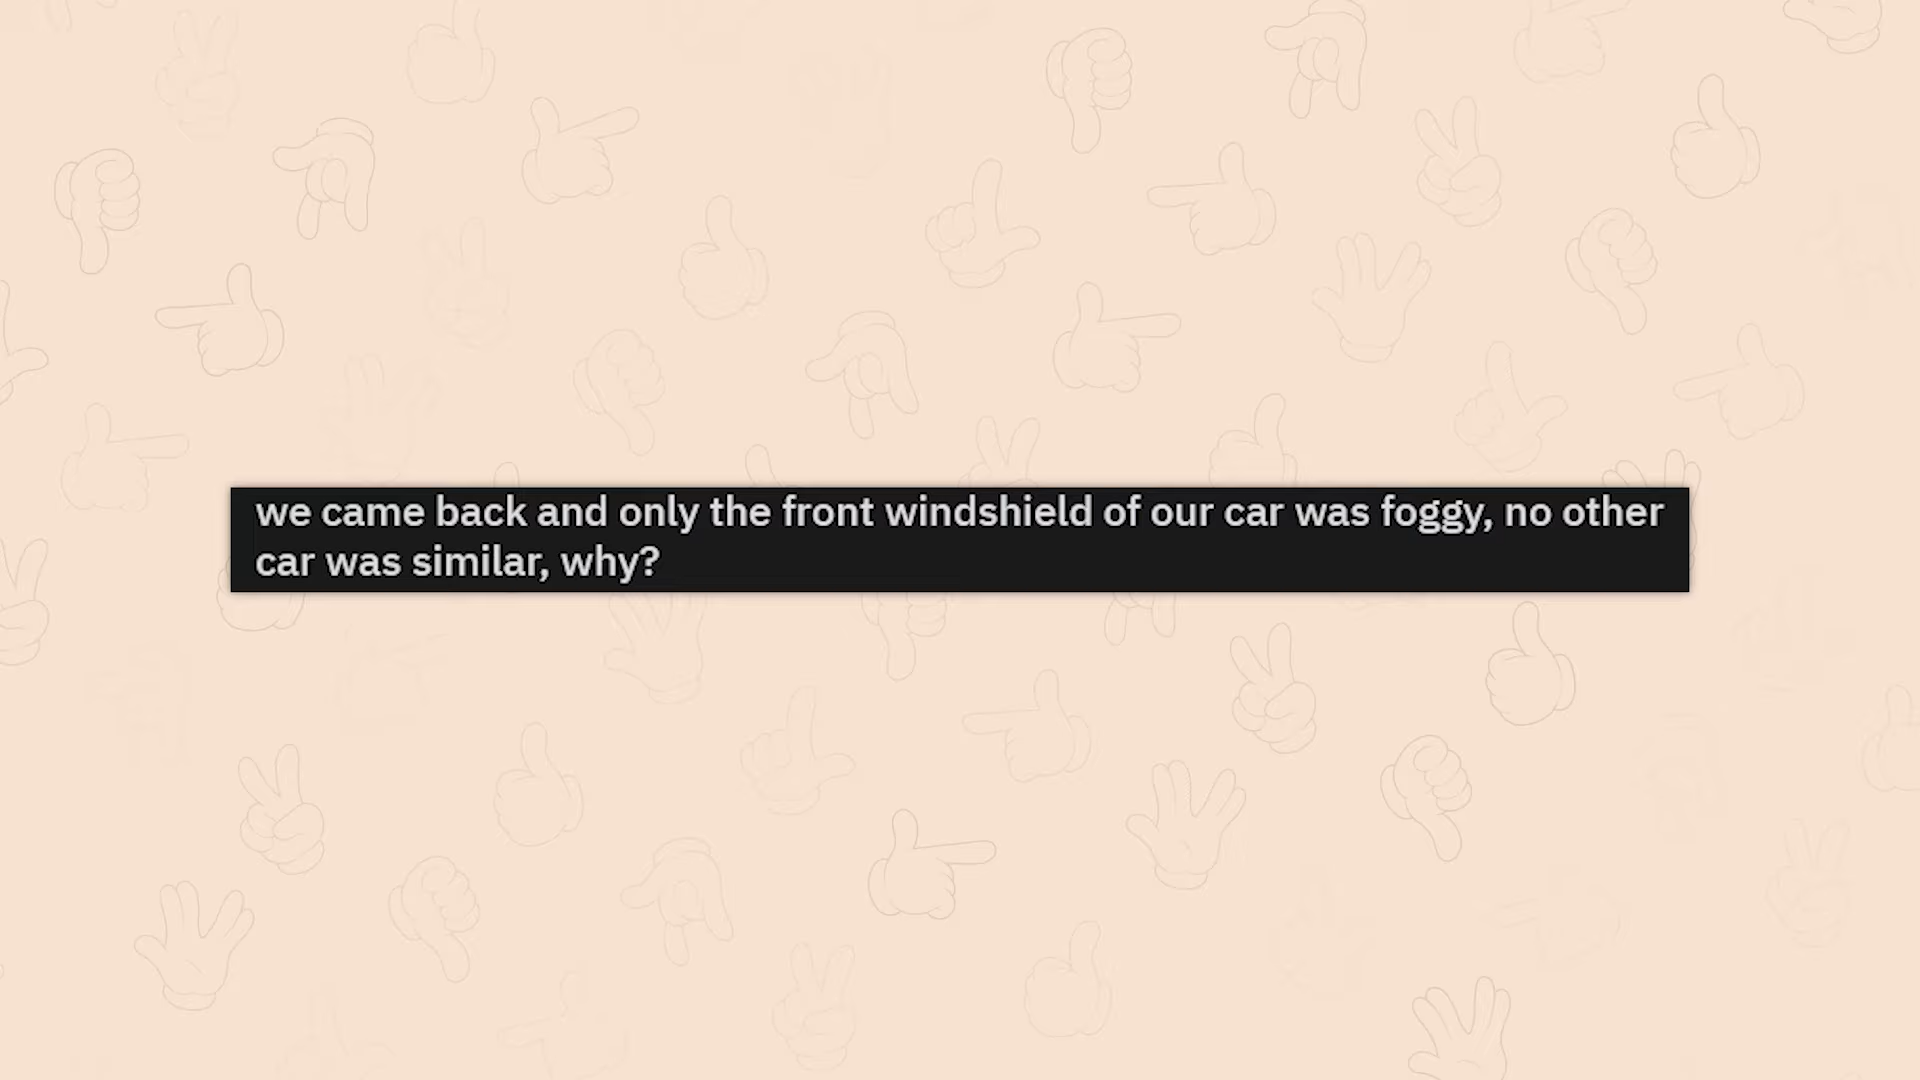 we came back and only the front windshield of our car was foggy, no other
car was similar, why?